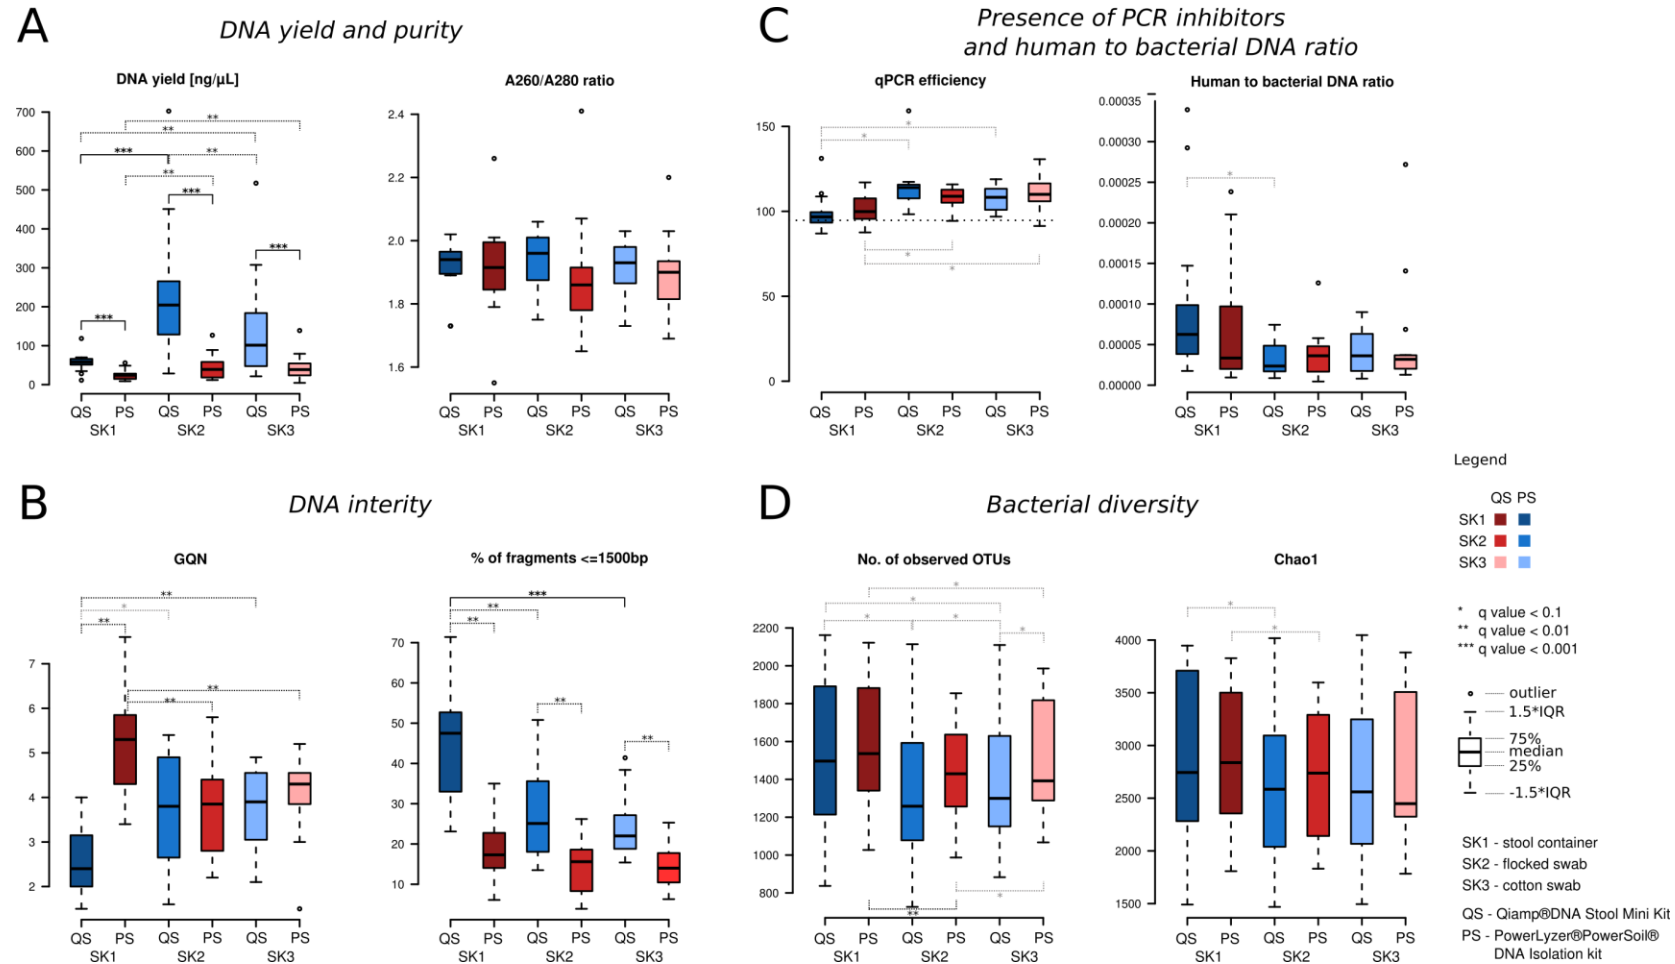 A
DNA yield and purity
DNA yield [ng/µL]
700
600
500
400
300
200
100
0
***
***
***
***
**
**
**
**
QS PS QS PS QS PS
SK1 SK2 SK3
A260/A280 ratio
2.4
2.2
2.0
1.8
1.6
QS PS QS PS QS PS
SK1 SK2 SK3
C
Presence of PCR inhibitors
and human to bacterial DNA ratio
qPCR efficiency
150
100
50
0
*
*
*
*
QS PS QS PS QS PS
SK1 SK2 SK3
Human to bacterial DNA ratio
0.00035
0.00030
0.00025
0.00020
0.00015
0.00010
0.00005
0.00000
*
QS PS QS PS QS PS
SK1 SK2 SK3
B
DNA interity
GQN
7
6
5
4
3
2
**
*
**
**
**
QS PS QS PS QS PS
SK1 SK2 SK3
% of fragments <=1500bp
70
60
50
40
30
20
10
***
**
**
**
**
QS PS QS PS QS PS
SK1 SK2 SK3
D
Bacterial diversity
No. of observed OTUs
2200
2000
1800
1600
1400
1200
1000
800
*
*
*
*
*
*
**
QS PS QS PS QS PS
SK1 SK2 SK3
Chao1
4000
3500
3000
2500
2000
1500
*
*
QS PS QS PS QS PS
SK1 SK2 SK3
Legend
QS PS
SK1
SK2
SK3
* q value < 0.1
** q value < 0.01
*** q value < 0.001
outlier
1.5*IQR
75%
median
25%
-1.5*IQR
SK1 - stool container
SK2 - flocked swab
SK3 - cotton swab
QS - Qiamp®DNA Stool Mini Kit
PS - PowerLyzer®PowerSoil®
DNA Isolation kit